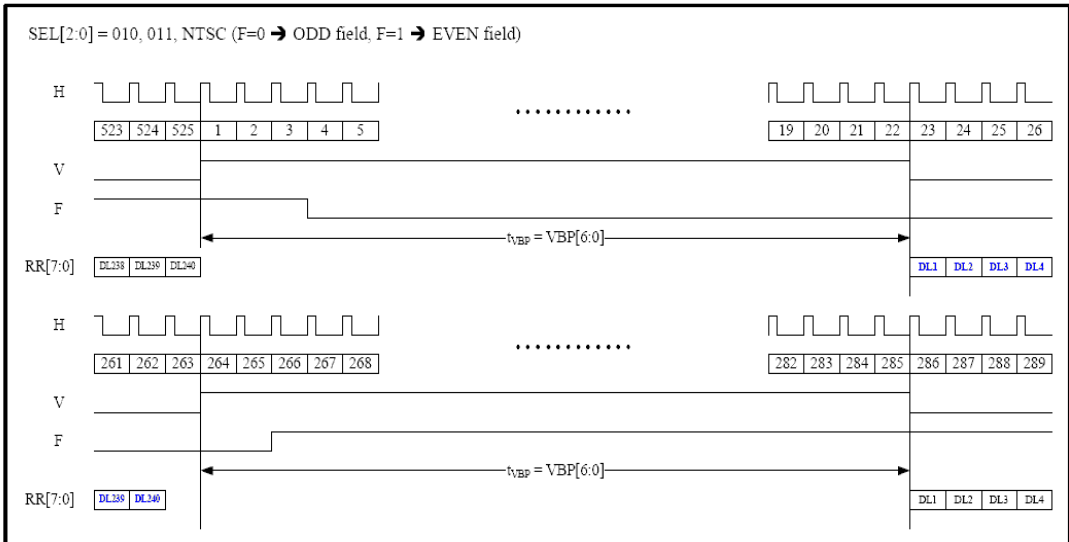 SEL[2:0] = 010, 011, NTSC (F=0 ➔ ODD field, F=1 ➔ EVEN field)
H
523 524 525 1 2 3 4 5 ............ 19 20 21 22 23 24 25 26
V
F
tVBP = VBP[6:0]
RR[7:0] DL238 DL239 DL240 DL1 DL2 DL3 DL4
H
261 262 263 264 265 266 267 268 ............ 282 283 284 285 286 287 288 289
V
F
tVBP = VBP[6:0]
RR[7:0] DL239 DL240 DL1 DL2 DL3 DL4